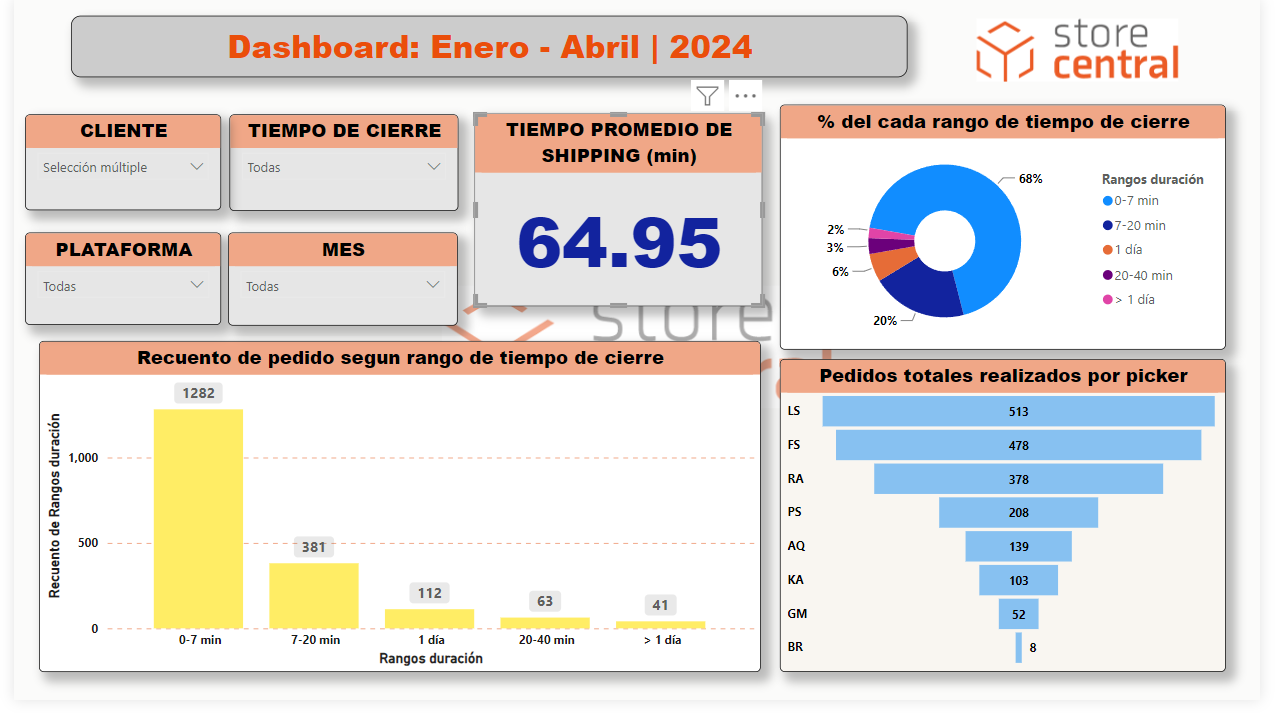 Dashboard: Enero - Abril | 2024
store
central
CLIENTE
Selección múltiple
TIEMPO DE CIERRE
Todas
PLATAFORMA
Todas
MES
Todas
TIEMPO PROMEDIO DE
SHIPPING (min)
64.95
% del cada rango de tiempo de cierre
68%
20%
6%
3%
2%
Rangos duración
0-7 min
7-20 min
1 día
20-40 min
> 1 día
store
Recuento de pedido segun rango de tiempo de cierre
Recuento de Rangos duración
1,000
500
0
1282
381
112
63
41
0-7 min
7-20 min
1 día
20-40 min
> 1 día
Rangos duración
Pedidos totales realizados por picker
LS 513
FS 478
RA 378
PS 208
AQ 139
KA 103
GM 52
BR 8